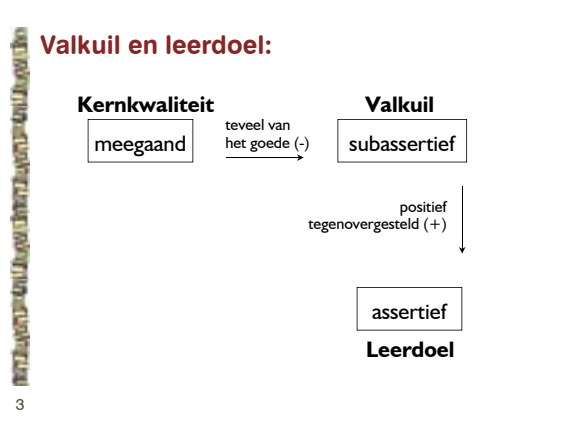 Valkuil en leerdoel:
Kernkwaliteit
Valkuil
meegaand
teveel van
het goede (-)
subassertief
positief
tegenovergesteld (+)
assertief
Leerdoel
3